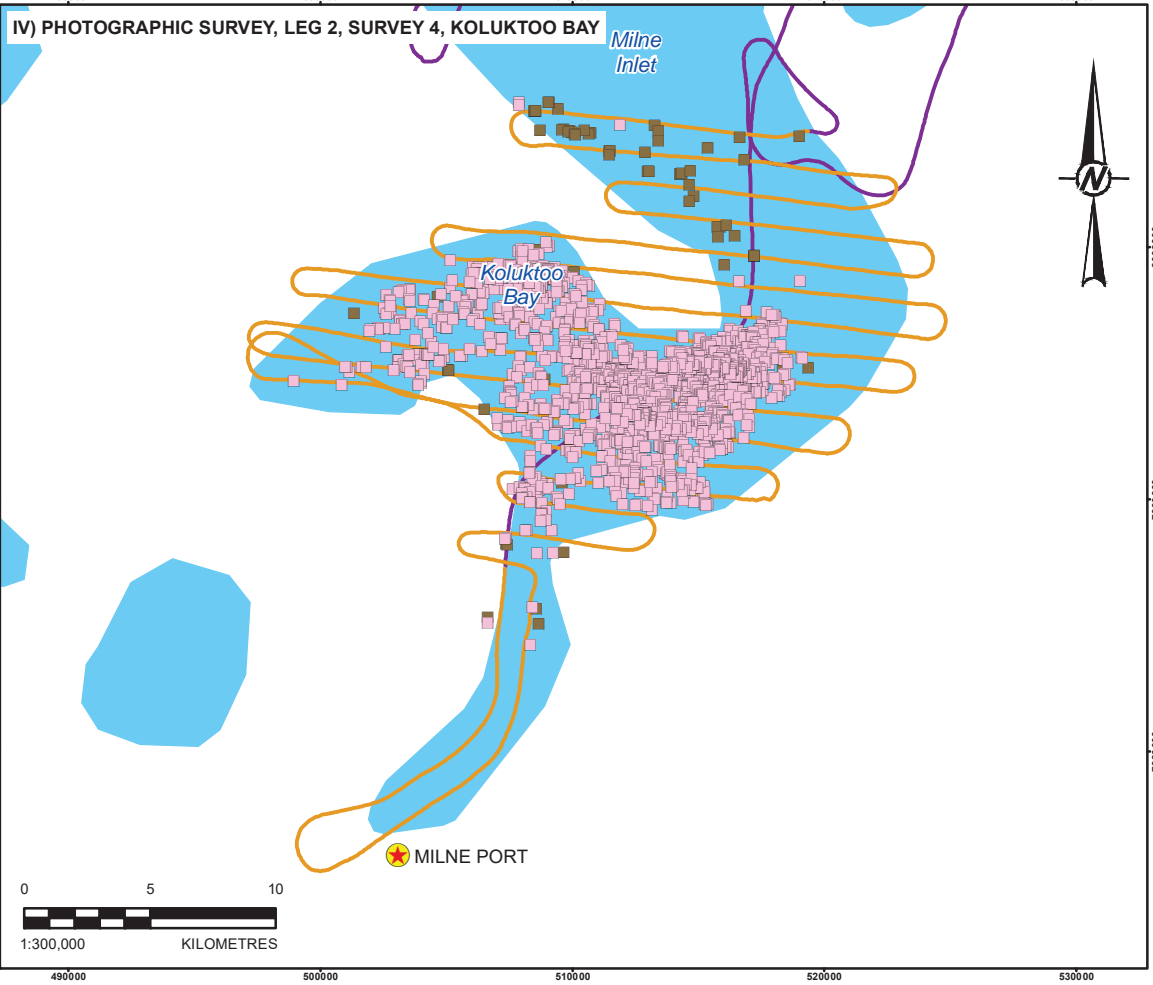 IV) PHOTOGRAPHIC SURVEY, LEG 2, SURVEY 4, KOLUKTOO BAY
Milne
Inlet
N
Koluktoo
Bay
MILNE PORT
0 5 10
1:300,000 KILOMETRES
490000 500000 510000 520000 530000